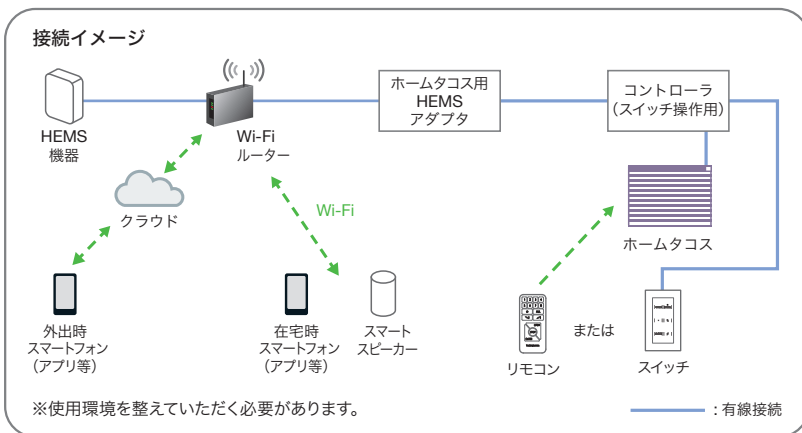 接続イメージ
HEMS
機器
Wi-Fi
ルーター
ホームタコス用
HEMS
アダプタ
コントローラ
(スイッチ操作用)
クラウド
Wi-Fi
ホームタコス
外出時
スマートフォン
(アプリ等)
在宅時
スマートフォン
(アプリ等)
スマート
スピーカー
リモコン
または
スイッチ
※使用環境を整えていただく必要があります。
: 有線接続